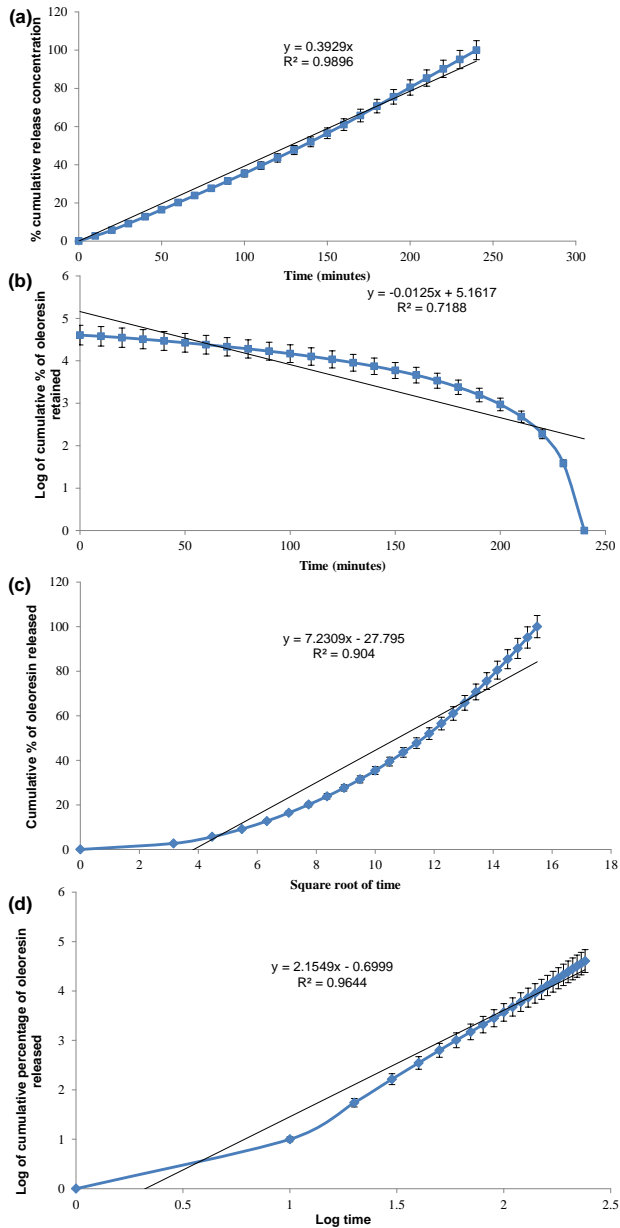 (a)
% cumulative release concentration
120
100
80
60
40
20
0
y = 0.3929x
R² = 0.9896
0 50 100 150 200 250 300
Time (minutes)
(b)
Log of cumulative % of oleoresin
retained
6
5
4
3
2
1
0
y = -0.0125x + 5.1617
R² = 0.7188
0 50 100 150 200 250
Time (minutes)
(c)
Cumulative % of oleoresin released
120
100
80
60
40
20
0
y = 7.2309x - 27.795
R² = 0.904
0 2 4 6 8 10 12 14 16 18
Square root of time
(d)
Log of cumulative percentage of oleoresin
released
6
5
4
3
2
1
0
y = 2.1549x - 0.6999
R² = 0.9644
0 0.5 1 1.5 2 2.5
Log time